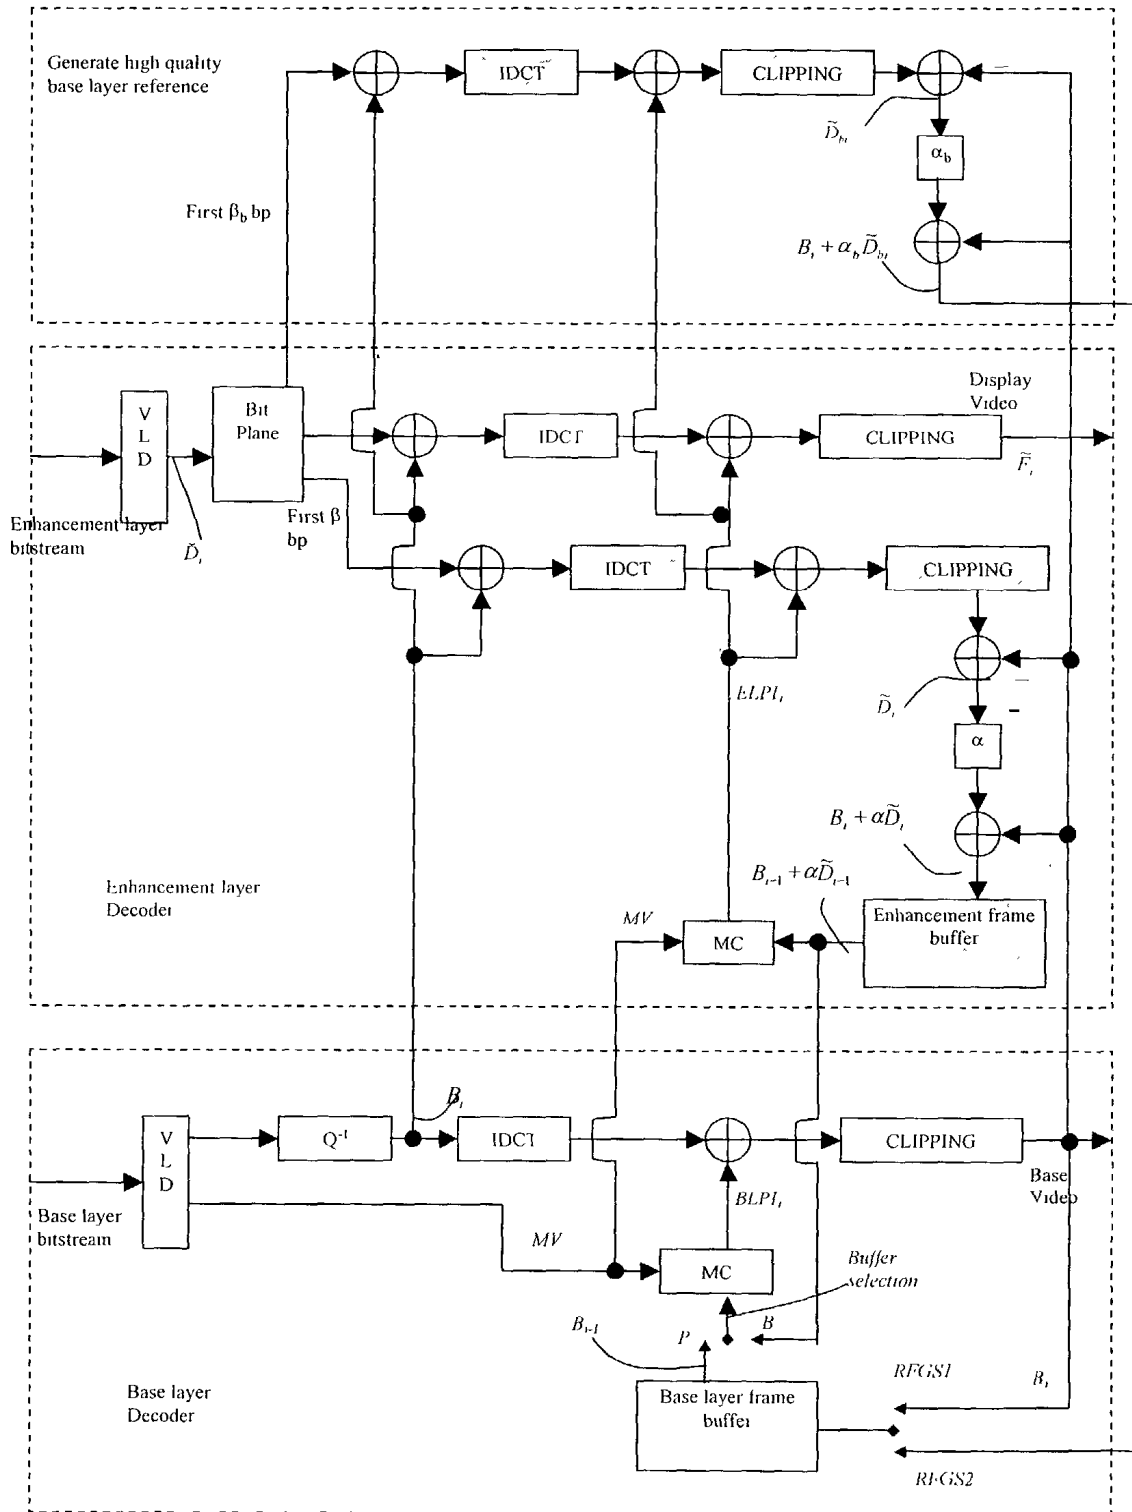 Generate high quality
base layer reference
IDCT
CLIPPING
D̃bt
αb
First βb bp
Bt + αb D̃bt
Display
Video
V
L
D
Bit
Plane
IDCT
CLIPPING
F̃t
Enhancement layer
bitstream
D̃t
First β
bp
IDCT
CLIPPING
ELPIt
D̃t
α
Bt + αD̃t
Bt-1 + αD̃t-1
Enhancement layer
Decoder
MV
MC
Enhancement frame
buffer
Bt
V
L
D
Q-1
IDCT
CLIPPING
Base
Video
Base layer
bitstream
BLPIt
MV
MC
Buffer
selection
Bt-1
P
B
RFGS1
Bt
Base layer
Decoder
Base layer frame
buffer
RFGS2